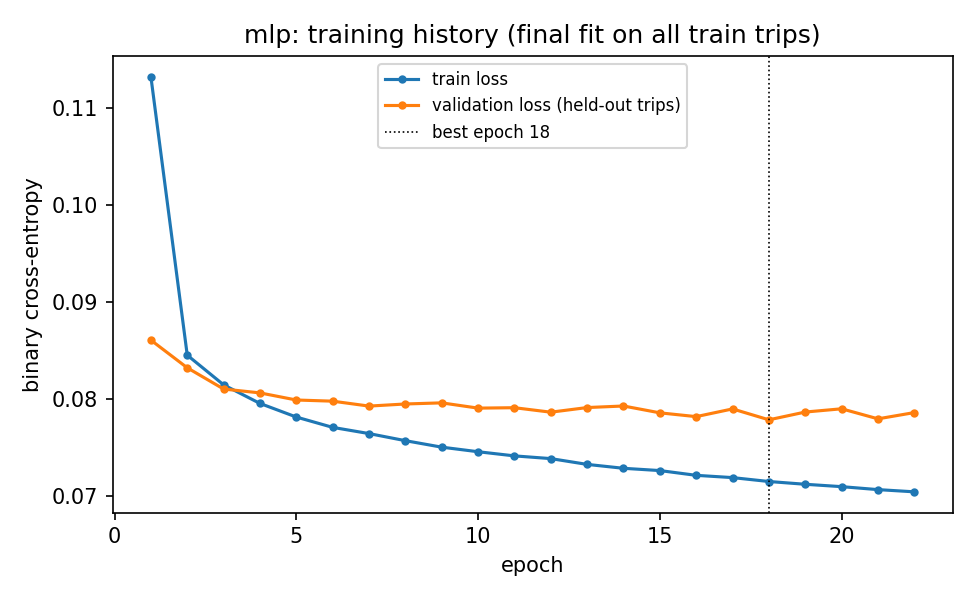 mlp: training history (final fit on all train trips)
train loss
validation loss (held-out trips)
best epoch 18
binary cross-entropy
0.11
0.10
0.09
0.08
0.07
0 5 10 15 20
epoch